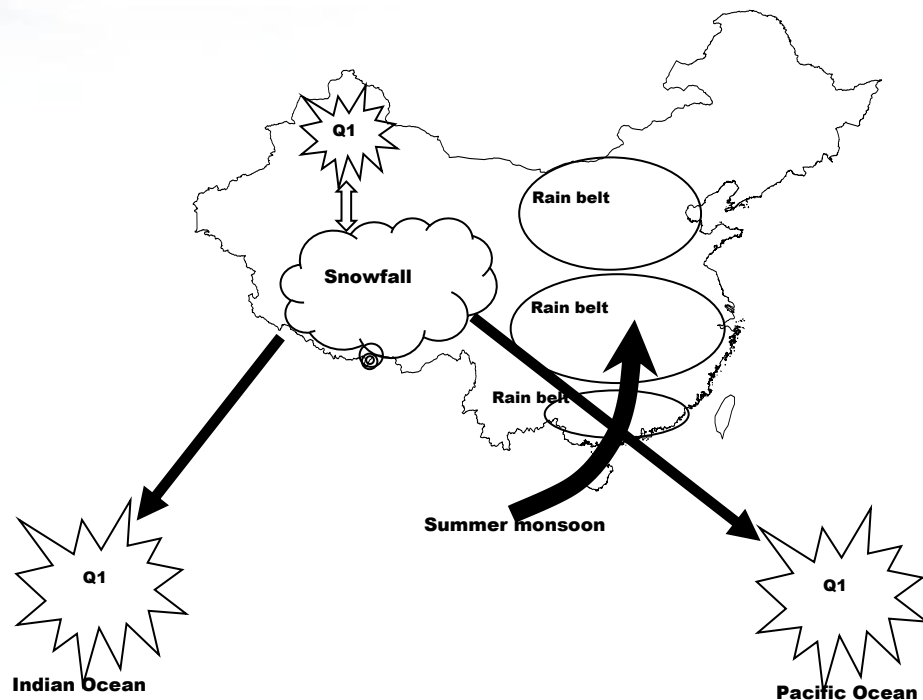 Q1
Rain belt
Snowfall
Rain belt
Rain belt
Summer monsoon
Q1
Q1
Indian Ocean
Pacific Ocean